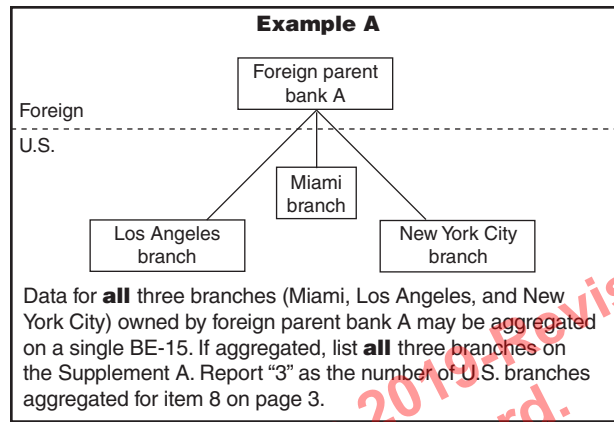 Example A
Foreign parent
bank A
Foreign
U.S.
Miami
branch
Los Angeles
branch
New York City
branch
Data for all three branches (Miami, Los Angeles, and New
York City) owned by foreign parent bank A may be aggregated
on a single BE-15. If aggregated, list all three branches on
the Supplement A. Report “3” as the number of U.S. branches
aggregated for item 8 on page 3.
2019-Revis
rd.